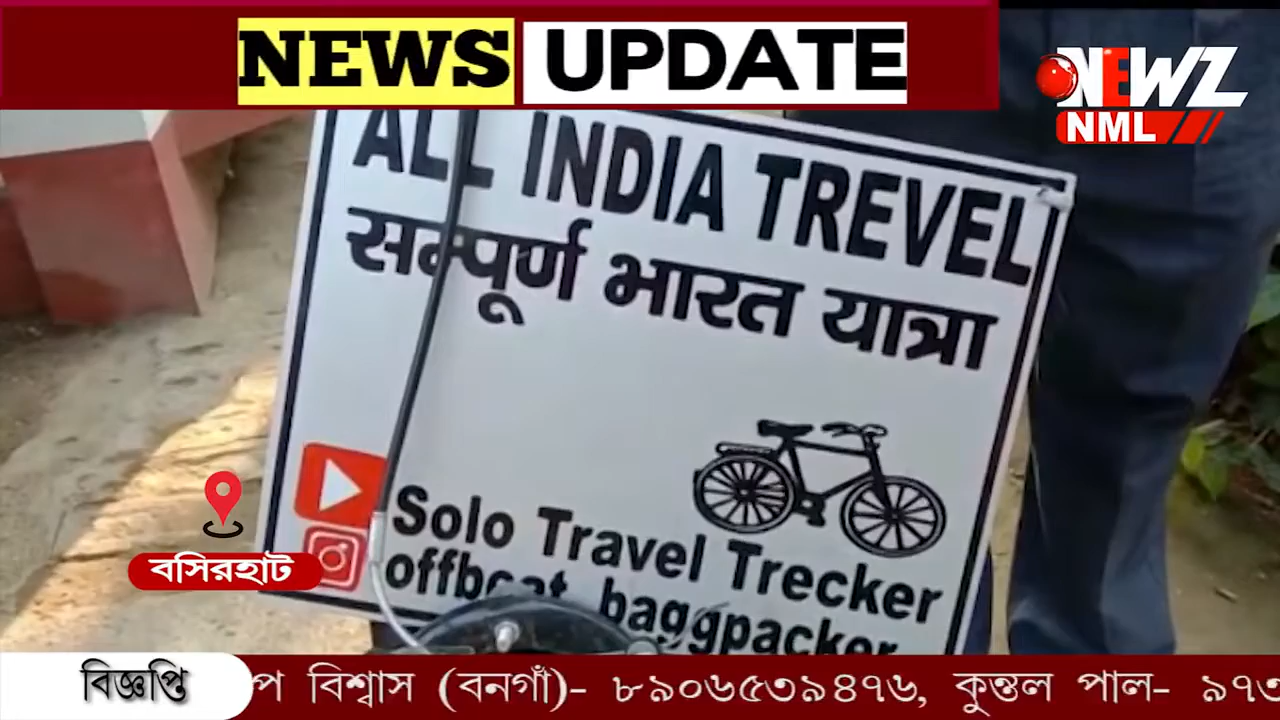 NEWS UPDATE
NEWZ
NML
ALL INDIA TREVEL
सम्पूर्ण भारत यात्रा
Solo Travel Trecker
baggpacker
বসিরহাট
বিজ্ঞপ্তি
প বিশ্বাস (বনগাঁ)- ৮৯০৬৫৩৯৪৭৬, কুন্তল পাল- ৯৭৩